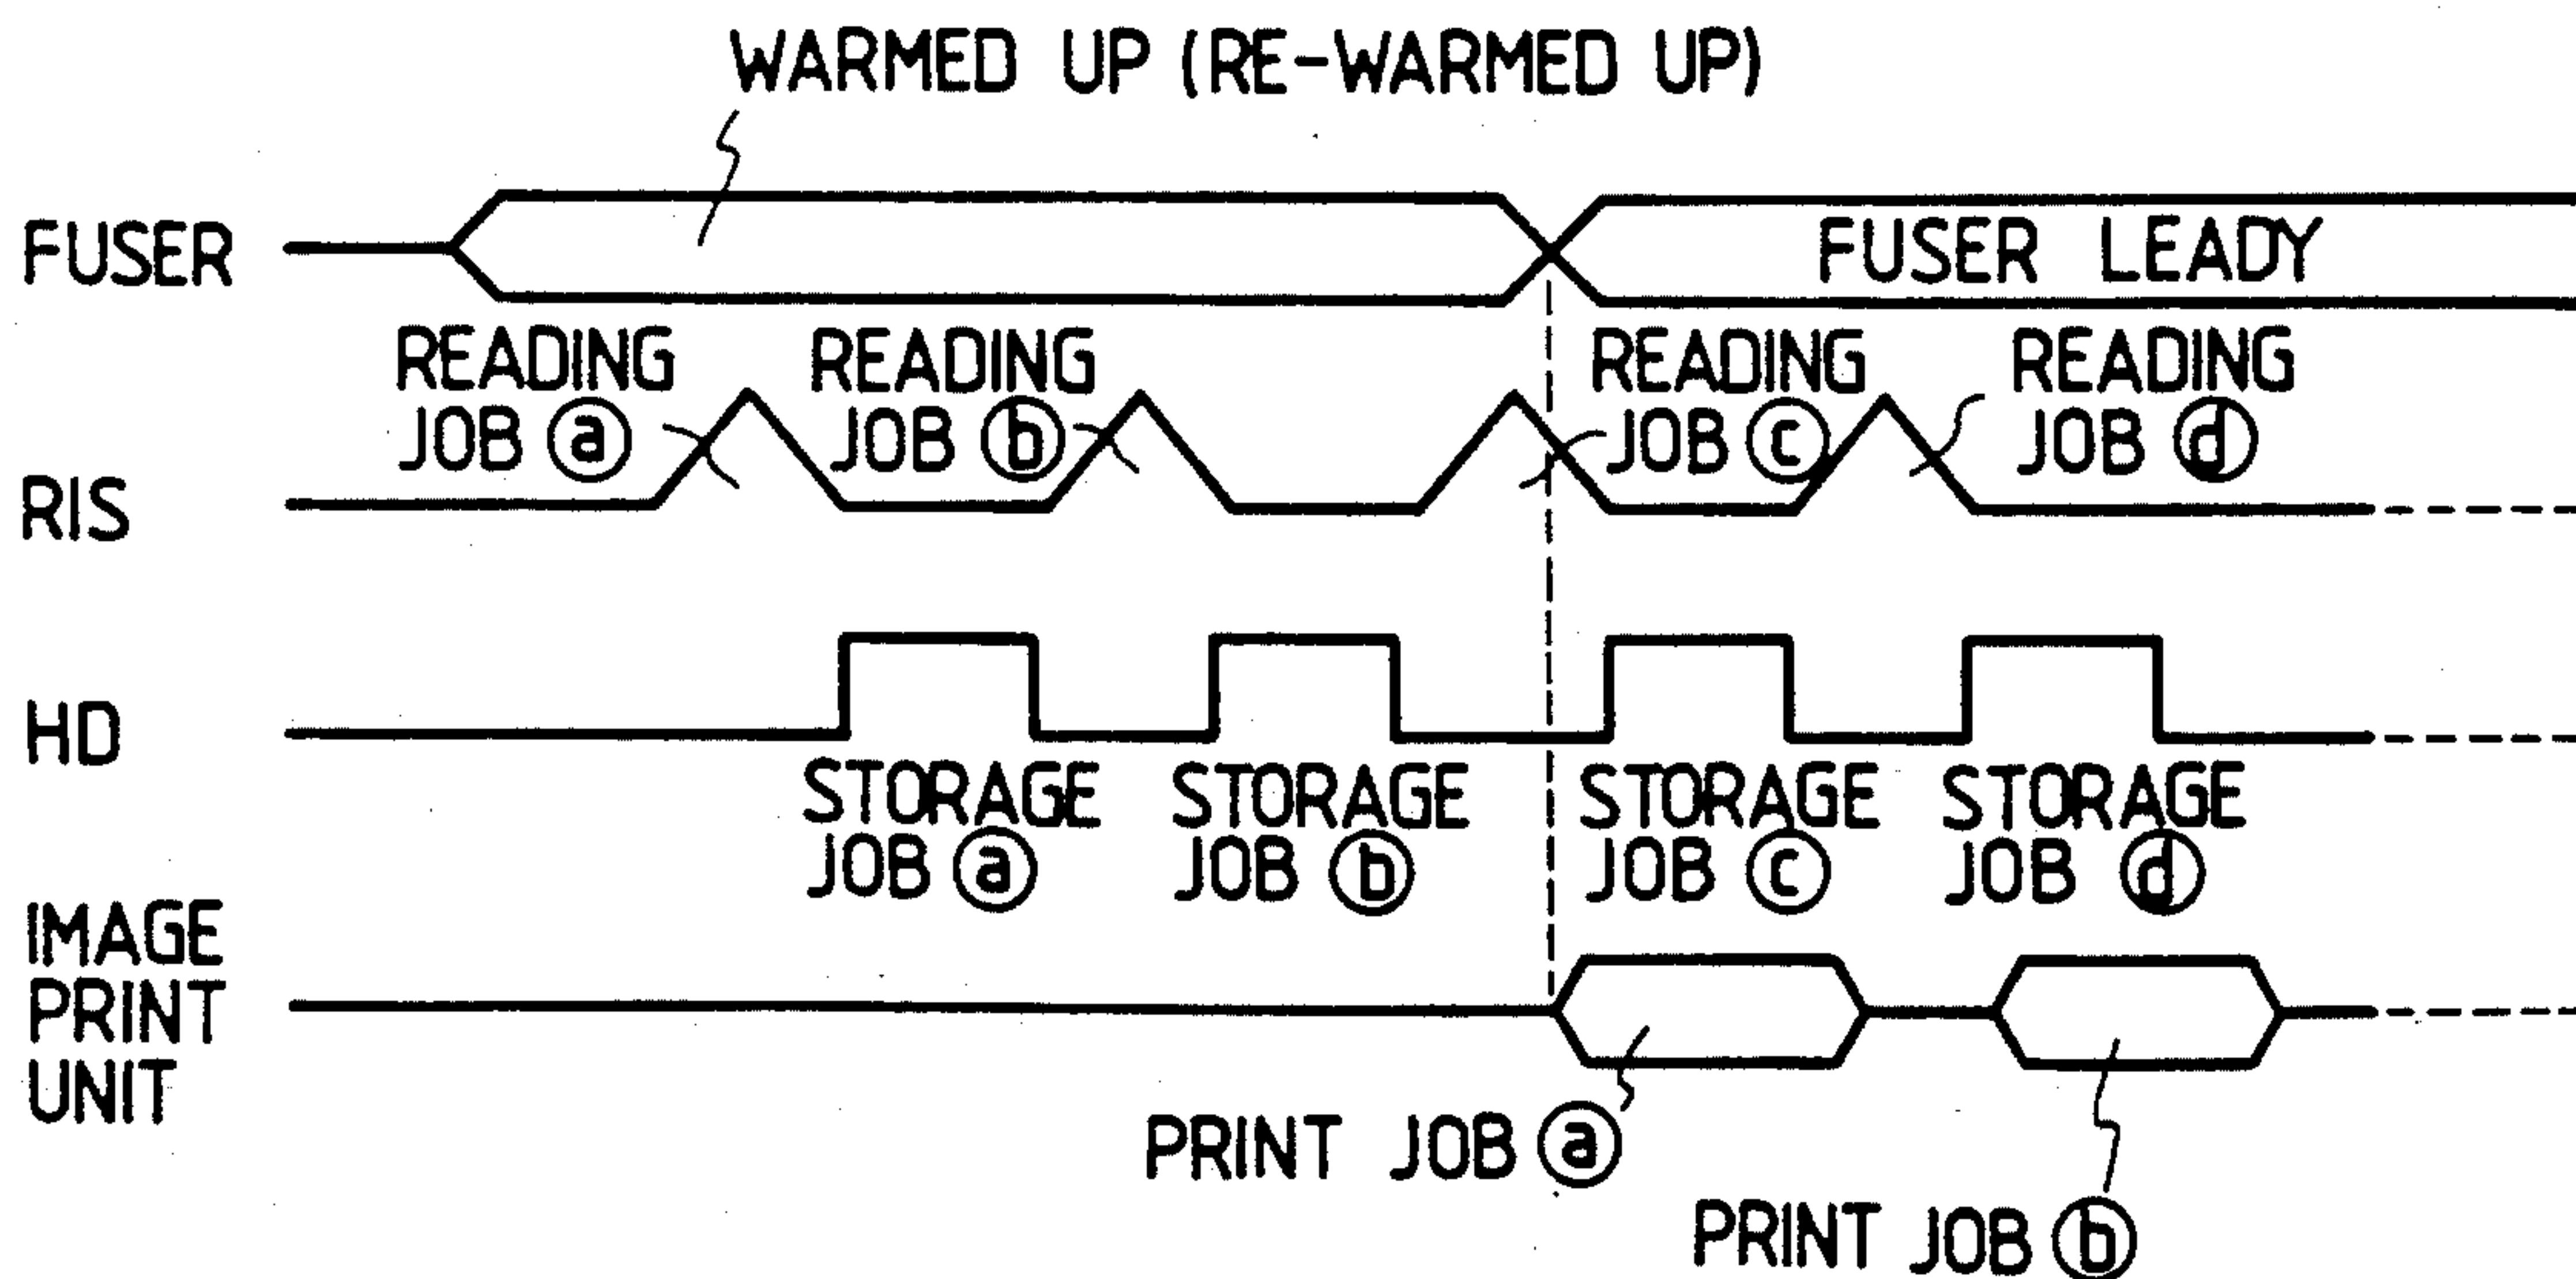 WARMED UP (RE-WARMED UP)
FUSER
FUSER LEADY
READING
JOB ⓐ
READING
JOB ⓑ
READING
JOB ⓒ
READING
JOB ⓓ
RIS
HD
STORAGE
JOB ⓐ
STORAGE
JOB ⓑ
STORAGE
JOB ⓒ
STORAGE
JOB ⓓ
IMAGE
PRINT
UNIT
PRINT JOB ⓐ
PRINT JOB ⓑ